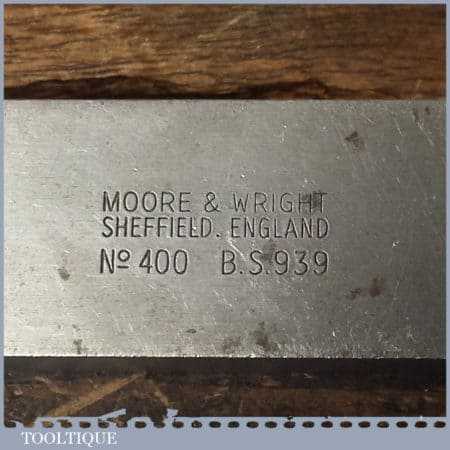 MOORE & WRIGHT
SHEFFIELD. ENGLAND
Nº 400 B.S.939
TOOLTIQUE